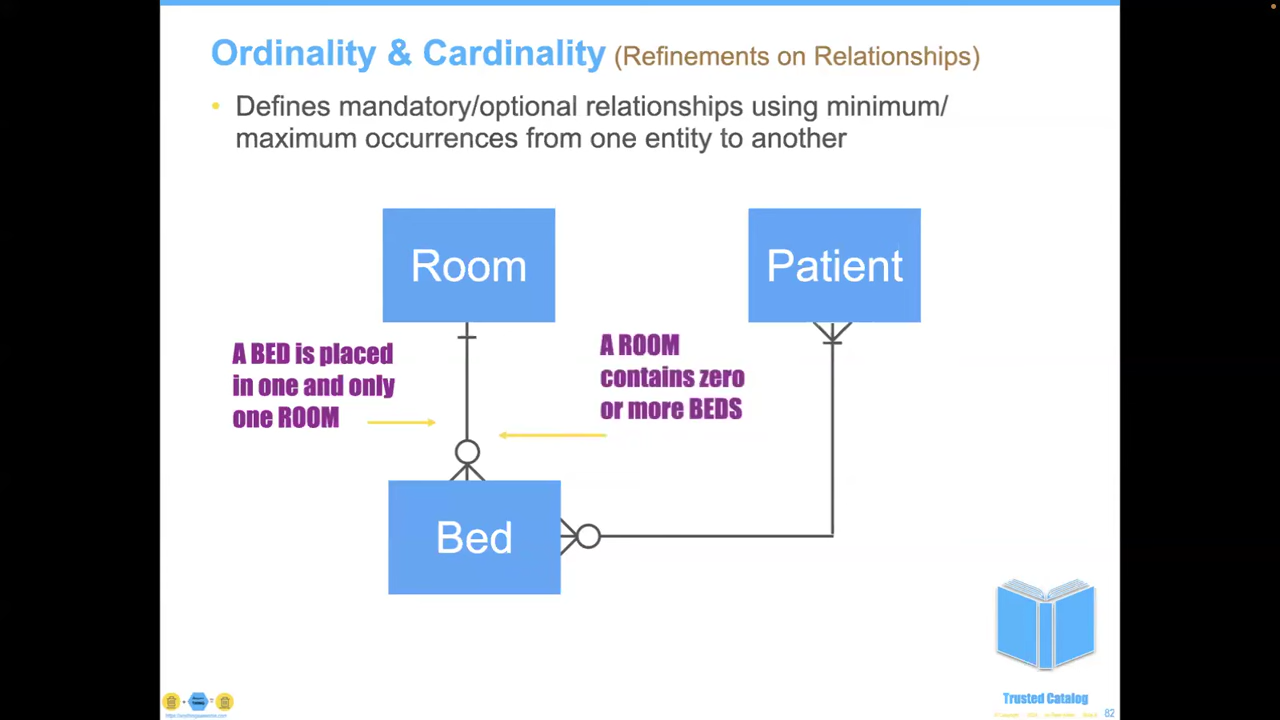 Ordinality & Cardinality (Refinements on Relationships)
• Defines mandatory/optional relationships using minimum/
maximum occurrences from one entity to another
Room
Patient
A BED is placed
in one and only
one ROOM
A ROOM
contains zero
or more BEDS
Bed
Trusted Catalog
82